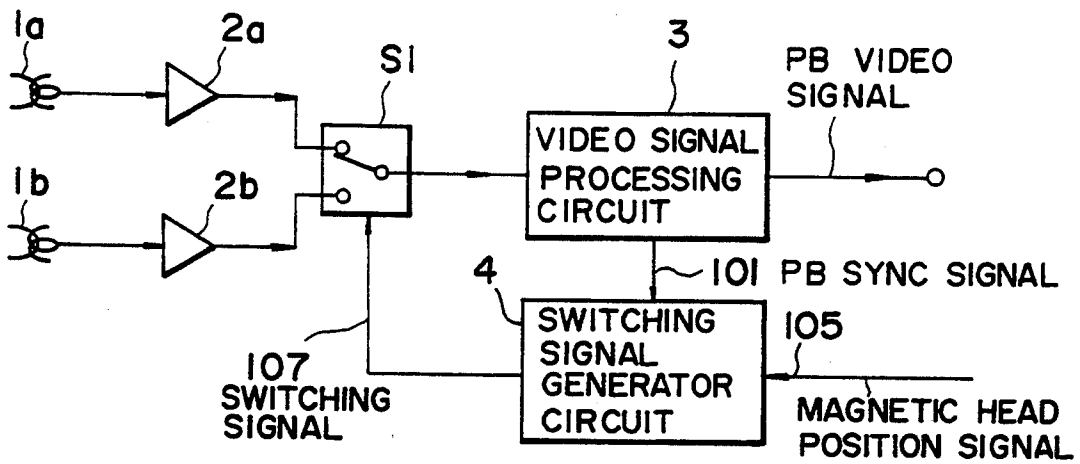 1a
2a
S1
3
PB VIDEO
SIGNAL
VIDEO SIGNAL
PROCESSING
CIRCUIT
1b
2b
101 PB SYNC SIGNAL
4
SWITCHING
SIGNAL
GENERATOR
CIRCUIT
105
107
SWITCHING
SIGNAL
MAGNETIC HEAD
POSITION SIGNAL